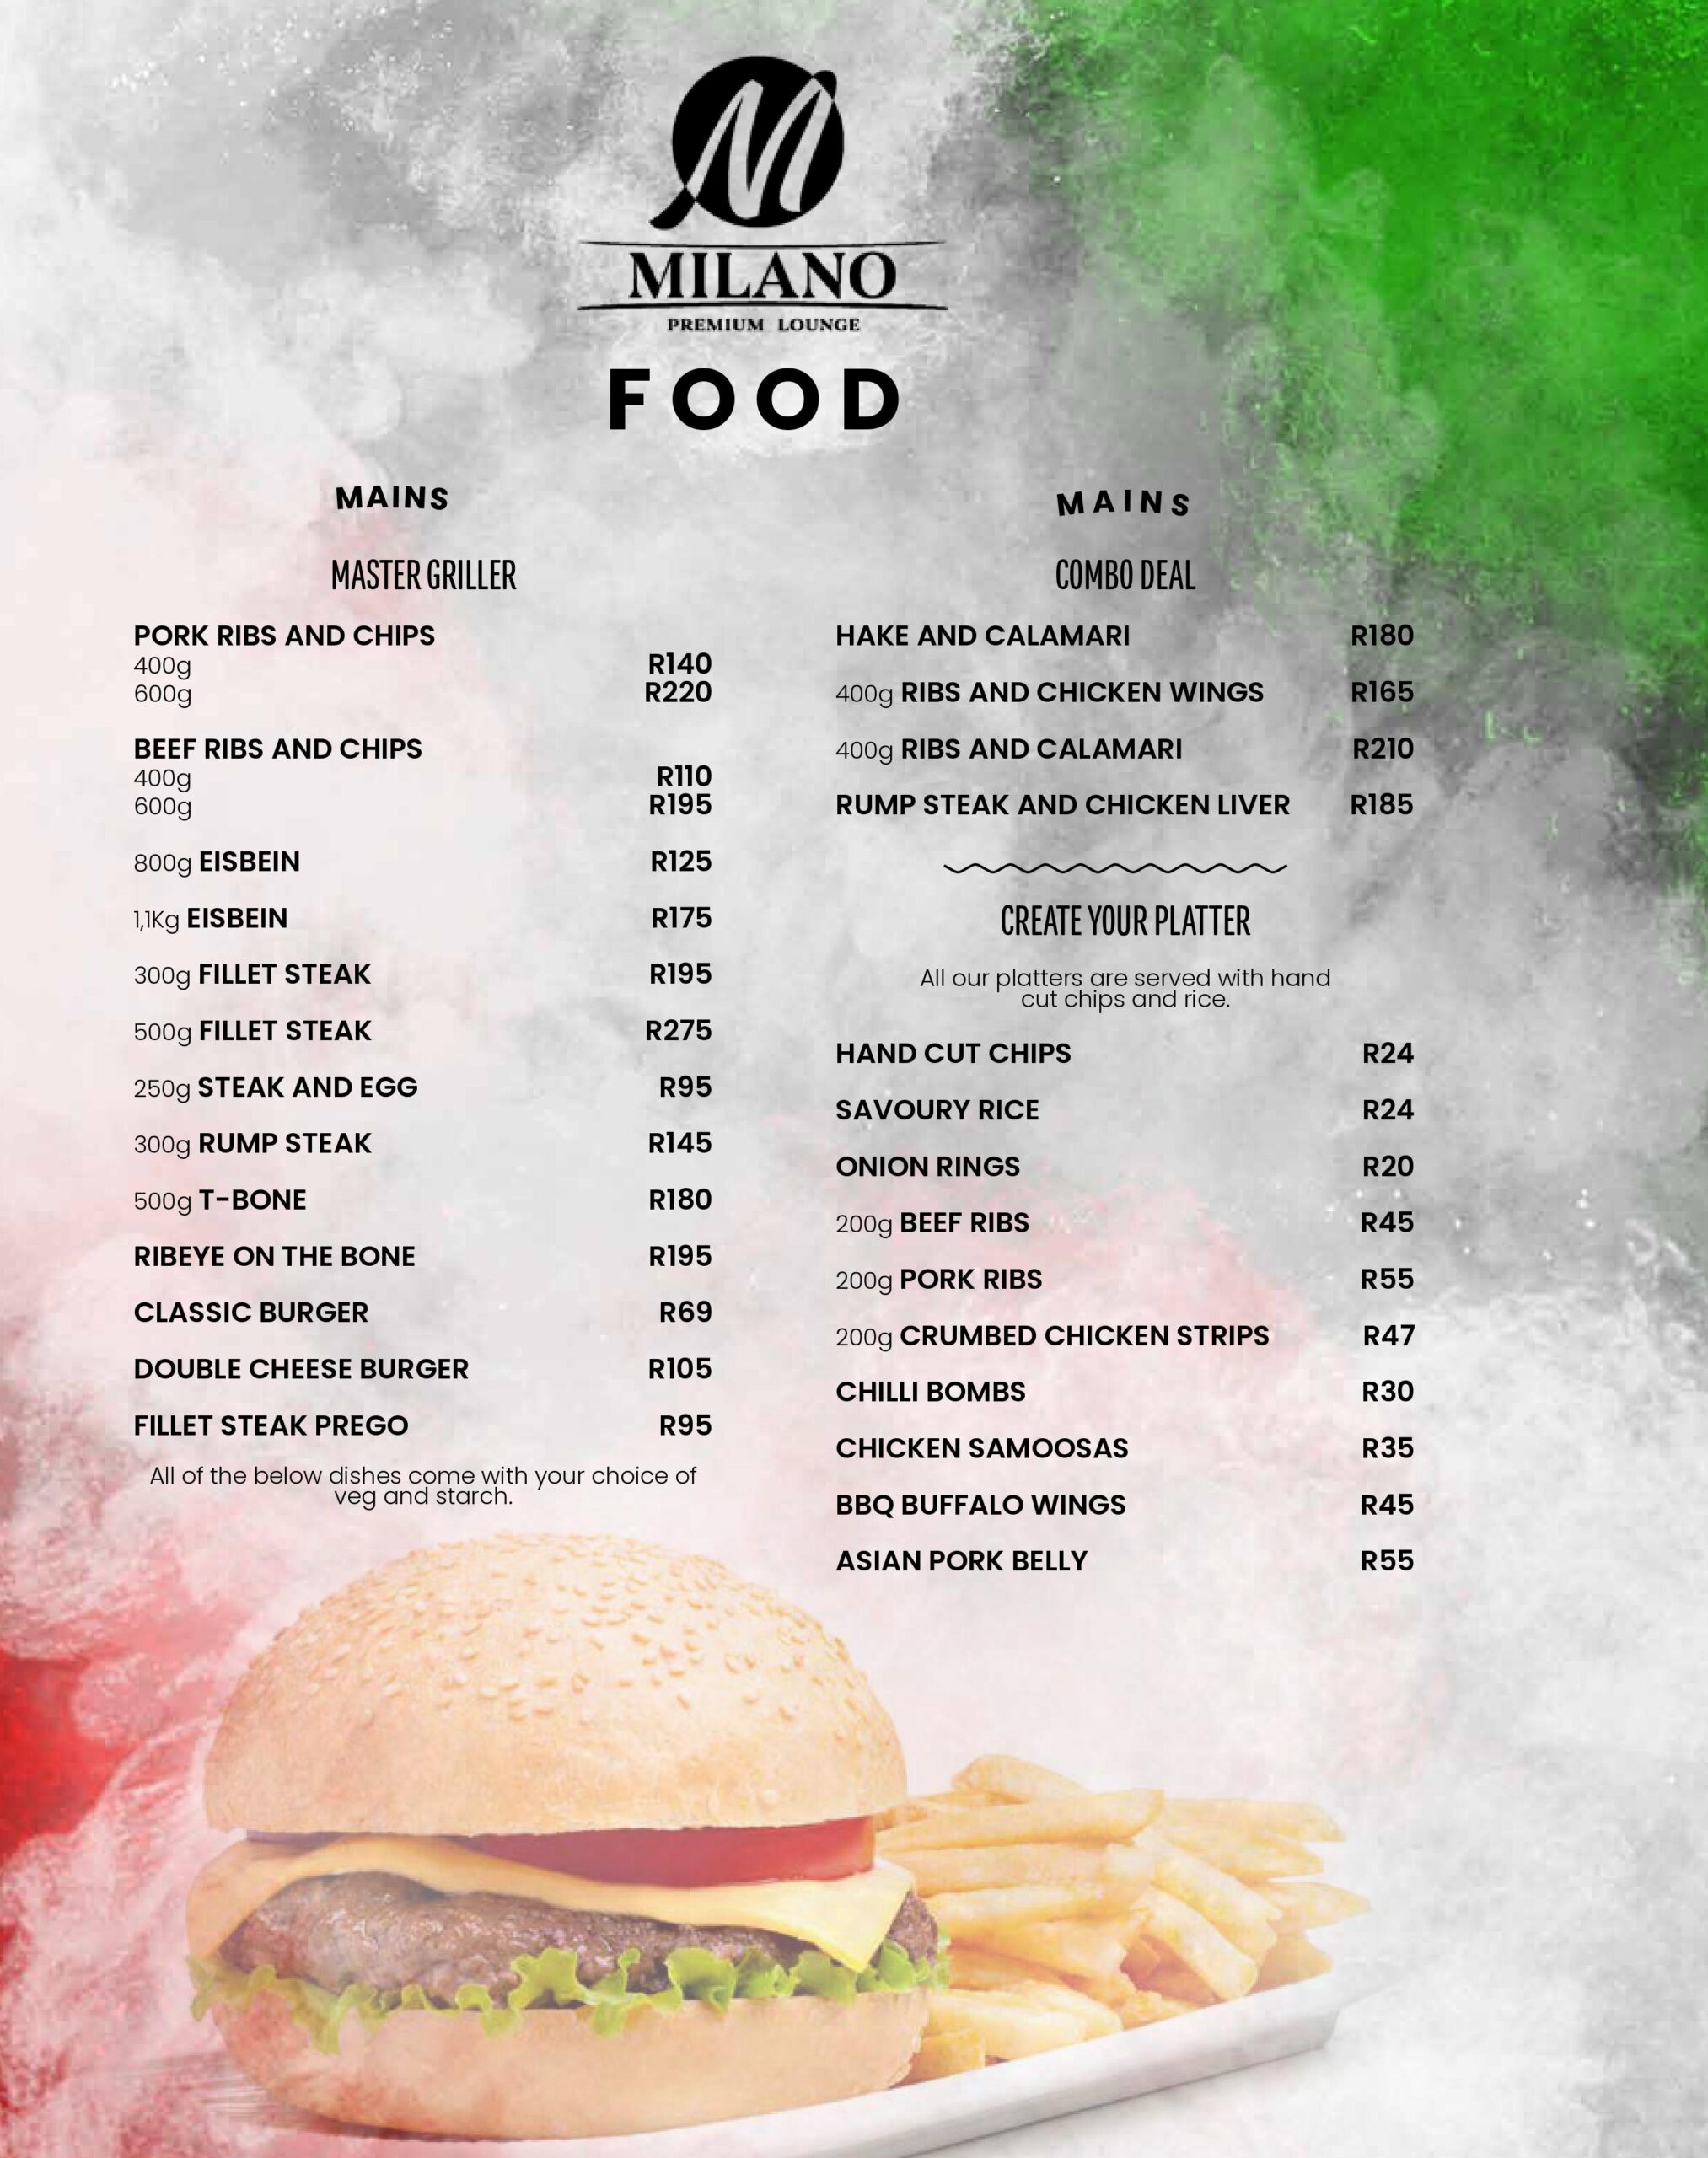 M
MILANO
PREMIUM LOUNGE
FOOD
MAINS
MASTER GRILLER
PORK RIBS AND CHIPS
400g R140
600g R220
BEEF RIBS AND CHIPS
400g R110
600g R195
800g EISBEIN R125
1,1Kg EISBEIN R175
300g FILLET STEAK R195
500g FILLET STEAK R275
250g STEAK AND EGG R95
300g RUMP STEAK R145
500g T-BONE R180
RIBEYE ON THE BONE R195
CLASSIC BURGER R69
DOUBLE CHEESE BURGER R105
FILLET STEAK PREGO R95
All of the below dishes come with your choice of
veg and starch.
MAINS
COMBO DEAL
HAKE AND CALAMARI R180
400g RIBS AND CHICKEN WINGS R165
400g RIBS AND CALAMARI R210
RUMP STEAK AND CHICKEN LIVER R185
CREATE YOUR PLATTER
All our platters are served with hand
cut chips and rice.
HAND CUT CHIPS R24
SAVOURY RICE R24
ONION RINGS R20
200g BEEF RIBS R45
200g PORK RIBS R55
200g CRUMBED CHICKEN STRIPS R47
CHILLI BOMBS R30
CHICKEN SAMOOSAS R35
BBQ BUFFALO WINGS R45
ASIAN PORK BELLY R55